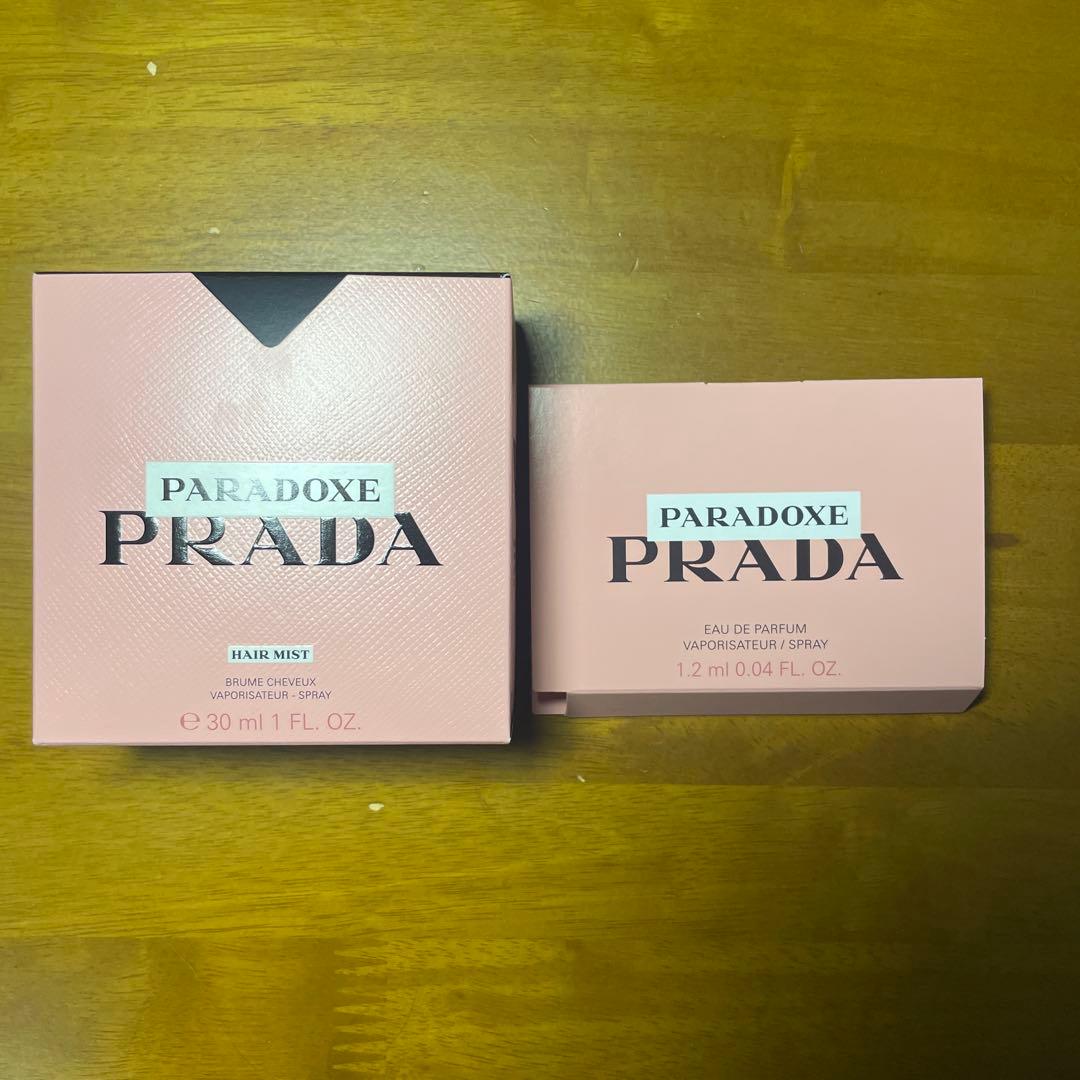 PARADOXE
PRADA
HAIR MIST
BRUME CHEVEUX
VAPORISATEUR - SPRAY
℮ 30 ml 1 FL. OZ.
PARADOXE
PRADA
EAU DE PARFUM
VAPORISATEUR / SPRAY
1.2 ml 0.04 FL. OZ.